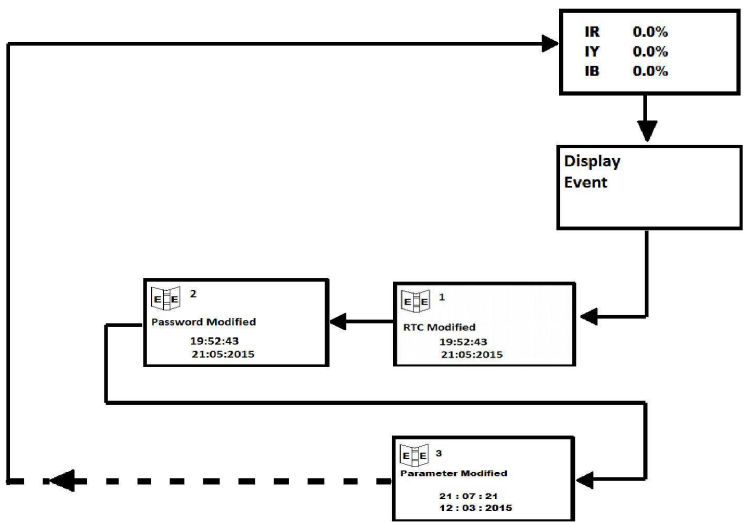 IR 0.0%
IY 0.0%
IB 0.0%
Display
Event
E E 1
RTC Modified
19:52:43
21:05:2015
E E 2
Password Modified
19:52:43
21:05:2015
E E 3
Parameter Modified
21 : 07 : 21
12 : 03 : 2015